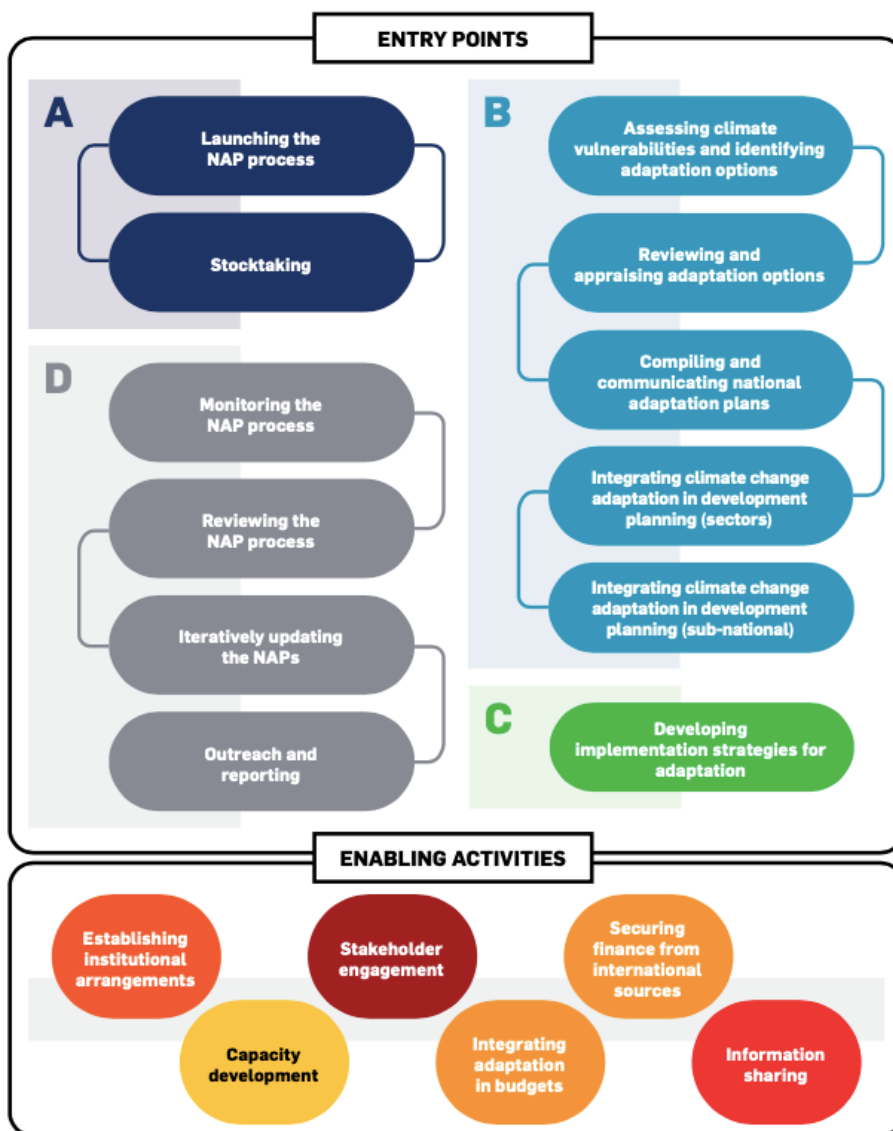 ENTRY POINTS
A
Launching the
NAP process
Stocktaking
B
Assessing climate
vulnerabilities and identifying
adaptation options
Reviewing and
appraising adaptation options
Compiling and
communicating national
adaptation plans
Integrating climate change
adaptation in development
planning (sectors)
Integrating climate change
adaptation in development
planning (sub-national)
C
Developing
implementation strategies for
adaptation
D
Monitoring the
NAP process
Reviewing the
NAP process
Iteratively updating
the NAPs
Outreach and
reporting
ENABLING ACTIVITIES
Establishing
institutional
arrangements
Capacity
development
Stakeholder
engagement
Integrating
adaptation
in budgets
Securing
finance from
international
sources
Information
sharing